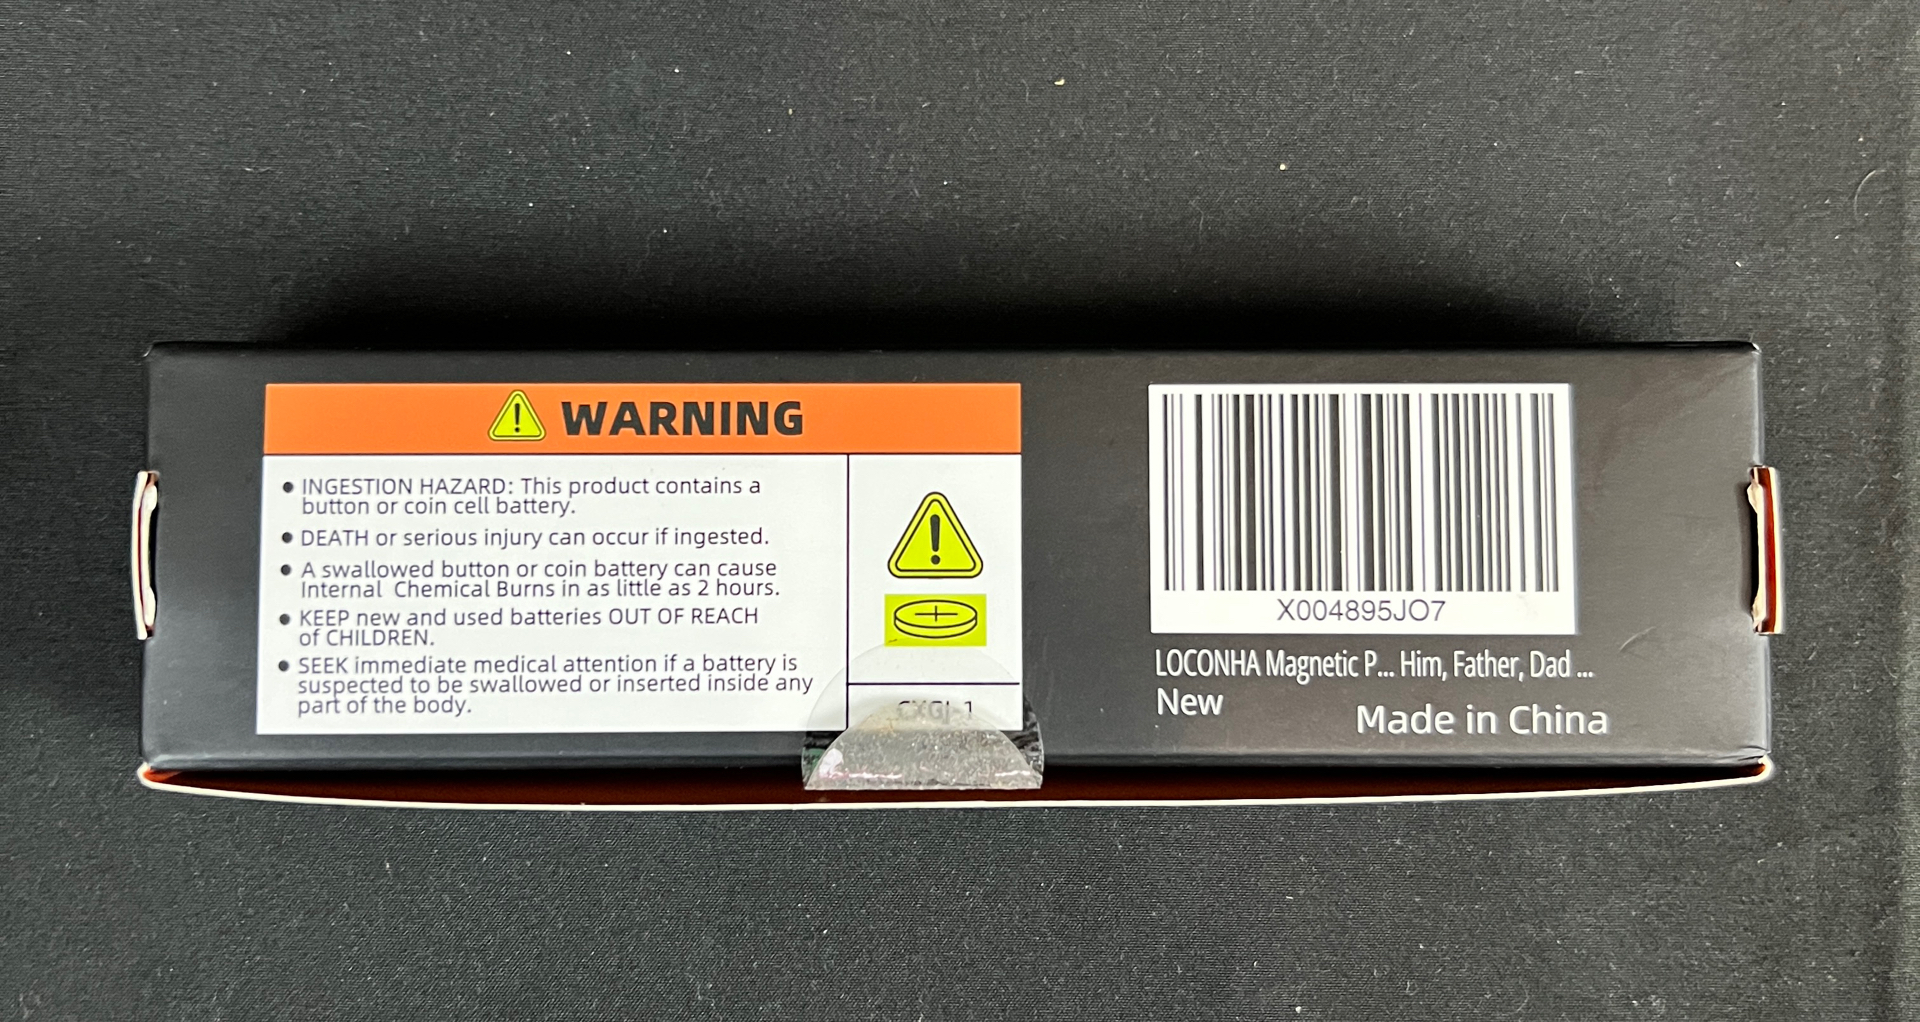 WARNING
• INGESTION HAZARD: This product contains a
button or coin cell battery.
• DEATH or serious injury can occur if ingested.
• A swallowed button or coin battery can cause
Internal Chemical Burns in as little as 2 hours.
• KEEP new and used batteries OUT OF REACH
of CHILDREN.
• SEEK immediate medical attention if a battery is
suspected to be swallowed or inserted inside any
part of the body.
CXGJ-1
X004895JO7
LOCONHA Magnetic P... Him, Father, Dad ...
New
Made in China